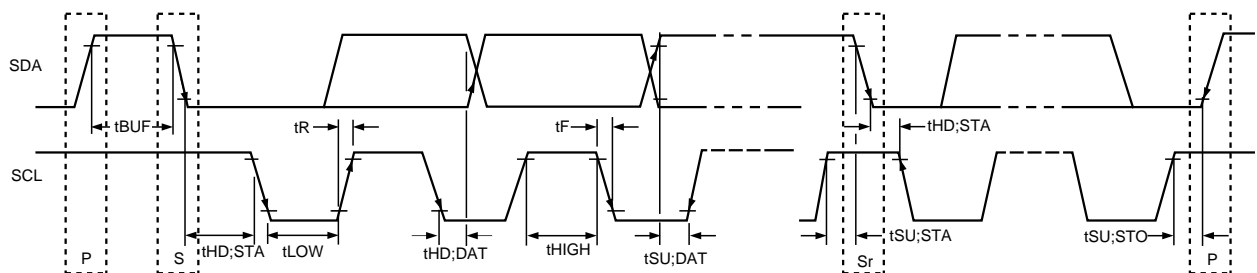 SDA
tBUF
tR
tF
tHD;STA
SCL
tHD;STA
tLOW
tHD;DAT
tHIGH
tSU;DAT
tSU;STA
tSU;STO
P
S
Sr
P